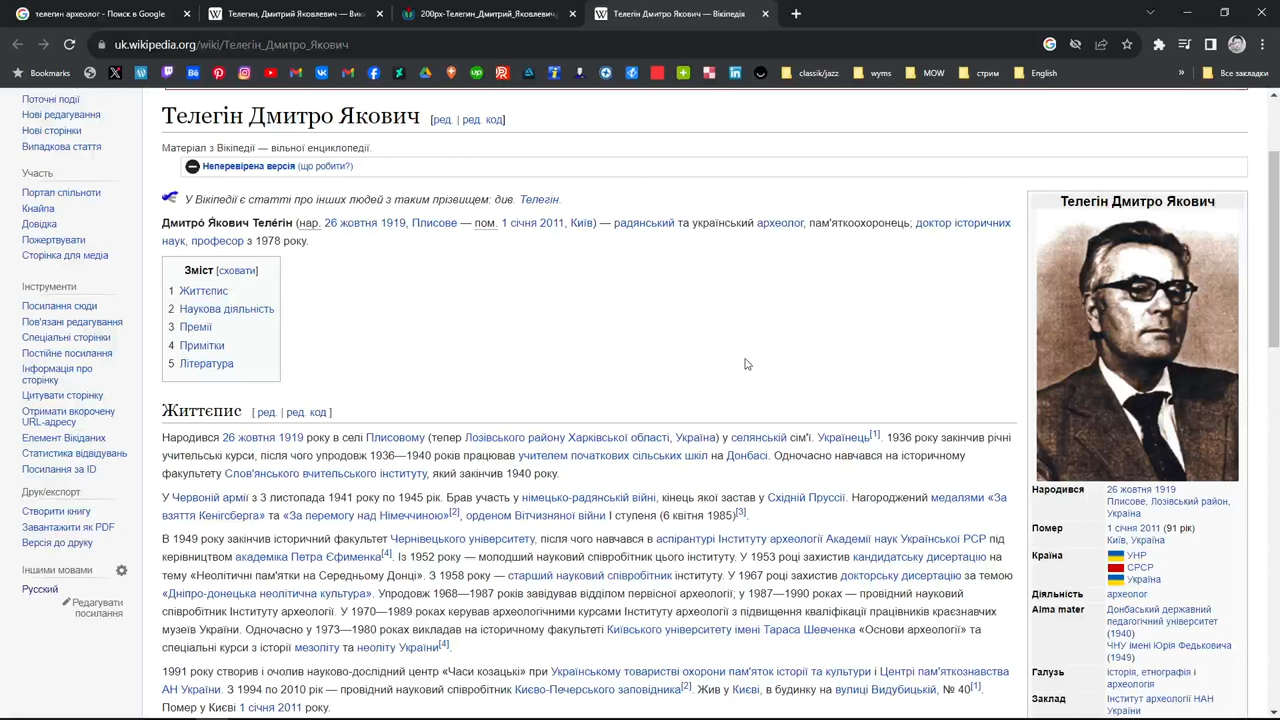 телегин археолог - Поиск в Google
Телегин, Дмитрий Яковлевич — Вик
200px-Телегин_Дмитрий_Яковлевич.
Телегін Дмитро Якович — Вікіпедія
uk.wikipedia.org/wiki/Телегін_Дмитро_Якович
Bookmarks
classik/jazz
wyms
MOW
стрим
English
Все закладки
Поточні події
Нові редагування
Нові сторінки
Випадкова стаття
Участь
Портал спільноти
Кнайпа
Довідка
Пожертвувати
Сторінка для медіа
Інструменти
Посилання сюди
Пов'язані редагування
Спеціальні сторінки
Постійне посилання
Інформація про
сторінку
Цитувати сторінку
Отримати вкорочену
URL-адресу
Елемент Вікіданих
Статистика відвідувань
Посилання за ID
Друк/експорт
Створити книгу
Завантажити як PDF
Версія до друку
Іншими мовами
Русский
Редагувати
посилання
Телегін Дмитро Якович [ред. | ред. код]
Матеріал з Вікіпедії — вільної енциклопедії.
Неперевірена версія (що робити?)
У Вікіпедії є статті про інших людей з таким прізвищем: див. Телегін.
Дмитро́ Я́кович Теле́гін (нар. 26 жовтня 1919, Плисове — пом. 1 січня 2011, Київ) — радянський та український археолог, пам'яткоохоронець; доктор історичних
наук, професор з 1978 року.
Зміст [сховати]
1 Життєпис
2 Наукова діяльність
3 Премії
4 Примітки
5 Література
Життєпис [ ред. | ред. код ]
Народився 26 жовтня 1919 року в селі Плисовому (тепер Лозівського району Харківської області, Україна) у селянській сім'ї. Українець[1]. 1936 року закінчив річні
учительські курси, після чого упродовж 1936—1940 років працював учителем початкових сільських шкіл на Донбасі. Одночасно навчався на історичному
факультеті Слов'янського вчительського інституту, який закінчив 1940 року.
У Червоній армії з 3 листопада 1941 року по 1945 рік. Брав участь у німецько-радянській війні, кінець якої застав у Східній Пруссії. Нагороджений медалями «За
взяття Кенігсберга» та «За перемогу над Німеччиною»[2], орденом Вітчизняної війни I ступеня (6 квітня 1985)[3].
В 1949 року закінчив історичний факультет Чернівецького університету, після чого навчався в аспірантурі Інституту археології Академії наук Української РСР під
керівництвом академіка Петра Єфименка[4]. Із 1952 року — молодший науковий співробітник цього інституту. У 1953 році захистив кандидатську дисертацію на
тему «Неолітичні пам'ятки на Середньому Донці». З 1958 року — старший науковий співробітник інституту. У 1967 році захистив докторську дисертацію за темою
«Дніпро-донецька неолітична культура». Упродовж 1968—1987 років завідував відділом первісної археології; у 1987—1990 роках — провідний науковий
співробітник Інституту археології. У 1970—1989 роках керував археологічними курсами Інституту археології з підвищення кваліфікації працівників краєзнавчих
музеїв України. Одночасно у 1973—1980 роках викладав на історичному факультеті Київського університету імені Тараса Шевченка «Основи археології» та
спеціальні курси з історії мезоліту та неоліту України[4].
1991 року створив і очолив науково-дослідний центр «Часи козацькі» при Українському товаристві охорони пам'яток історії та культури і Центрі пам'яткознавства
АН України. З 1994 по 2010 рік — провідний науковий співробітник Києво-Печерського заповідника[2]. Жив у Києві, в будинку на вулиці Видубицькій, № 40[1].
Помер у Києві 1 січня 2011 року.
Телегін Дмитро Якович
Народився 26 жовтня 1919
Плисове, Лозівський район,
Україна
Помер 1 січня 2011 (91 рік)
Київ, Україна
Країна УНР
СРСР
Україна
Діяльність археолог
Alma mater Донбаський державний
педагогічний університет
(1940)
ЧНУ імені Юрія Федьковича
(1949)
Галузь історія, етнографія і
археологія
Заклад Інститут археології НАН
України